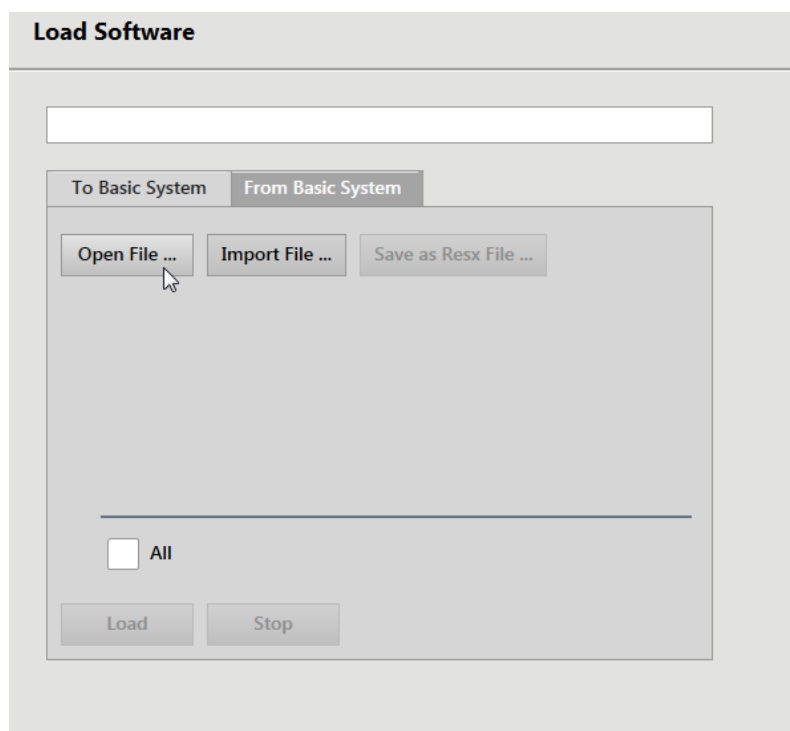 Load Software
To Basic System From Basic System
Open File ... Import File ... Save as Resx File ...
All
Load Stop